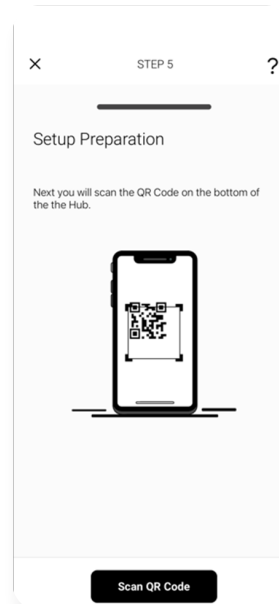 STEP 5
?
Setup Preparation
Next you will scan the QR Code on the bottom of
the the Hub.
Scan QR Code